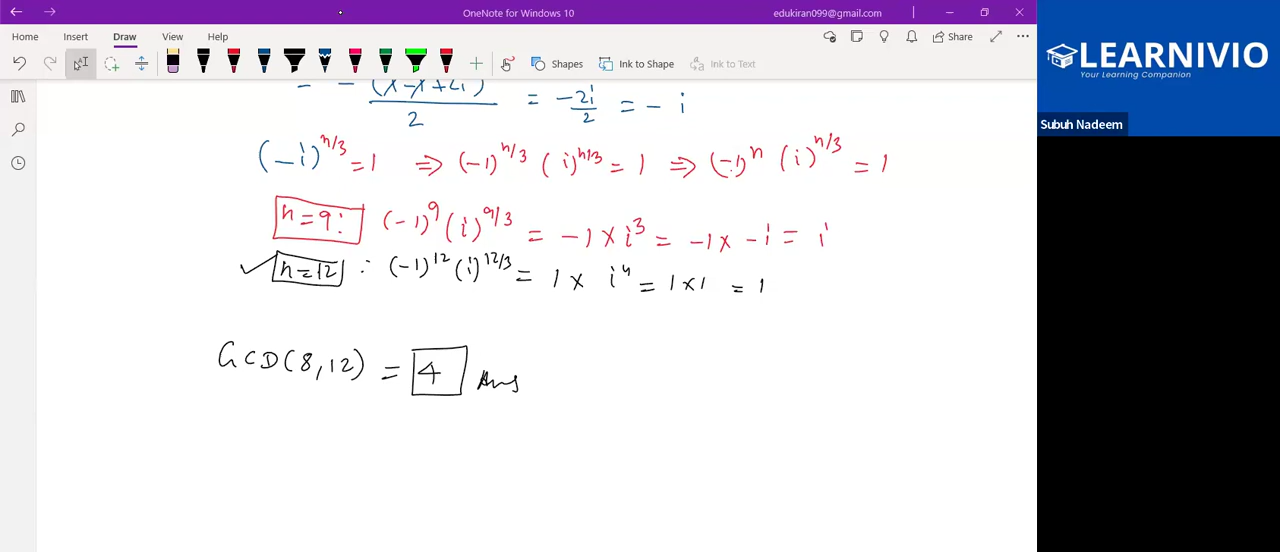 OneNote for Windows 10
edukiran099@gmail.com
Home Insert Draw View Help
Share
Shapes Ink to Shape Ink to Text
LEARNIVIO
Your Learning Companion
Subuh Nadeem
= - (x-x+2i)/2 = -2i/2 = - i
(-i)^n/3 = 1 ⇒ (-1)^n/3 (i)^n/3 = 1 ⇒ (-1)^n (i)^n/3 = 1
n=9: (-1)^9 (i)^9/3 = -1 × i^3 = -1 × -i = i
✓ n=12 : (-1)^12 (i)^12/3 = 1 × i^4 = 1×1 = 1
GCD(8,12) = 4 Ans